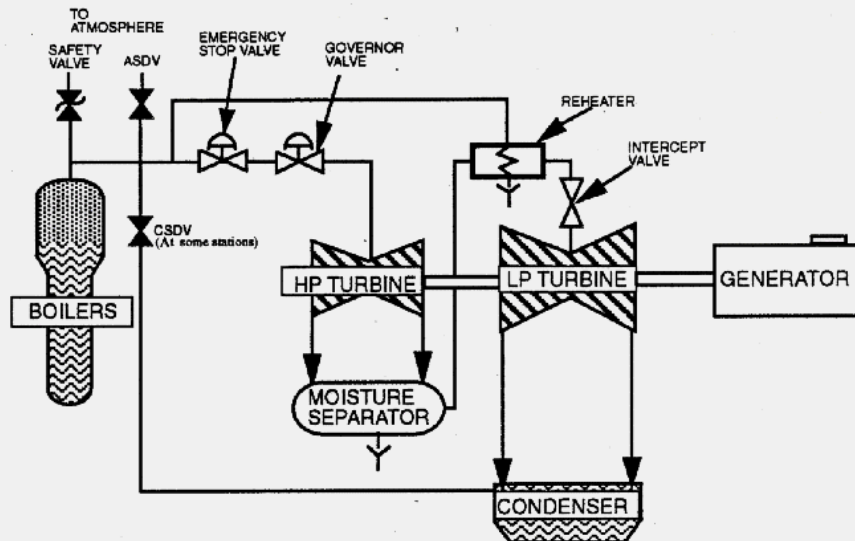 TO
ATMOSPHERE
SAFETY
VALVE
ASDV
EMERGENCY
STOP VALVE
GOVERNOR
VALVE
REHEATER
INTERCEPT
VALVE
CSDV
(At some stations)
HP TURBINE
LP TURBINE
GENERATOR
BOILERS
MOISTURE
SEPARATOR
CONDENSER